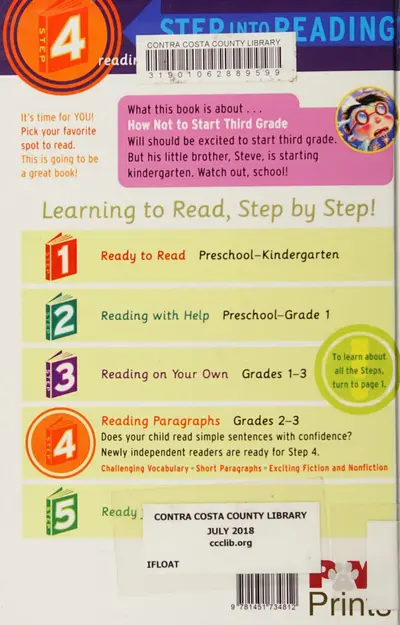 STEP INTO READING
STEP 4
readin
CONTRA COSTA COUNTY LIBRARY
3 1901 06288 9599
It's time for YOU!
Pick your favorite
spot to read.
This is going to be
a great book!
What this book is about . . .
How Not to Start Third Grade
Will should be excited to start third grade.
But his little brother, Steve, is starting
kindergarten. Watch out, school!
Learning to Read, Step by Step!
STEP 1 Ready to Read Preschool–Kindergarten
STEP 2 Reading with Help Preschool–Grade 1
STEP 3 Reading on Your Own Grades 1–3
To learn about
all the Steps,
turn to page 1.
STEP 4 Reading Paragraphs Grades 2–3
Does your child read simple sentences with confidence?
Newly independent readers are ready for Step 4.
Challenging Vocabulary • Short Paragraphs • Exciting Fiction and Nonfiction
STEP 5 Ready
CONTRA COSTA COUNTY LIBRARY
JULY 2018
ccclib.org
IFLOAT
9 781451 734812
Prints